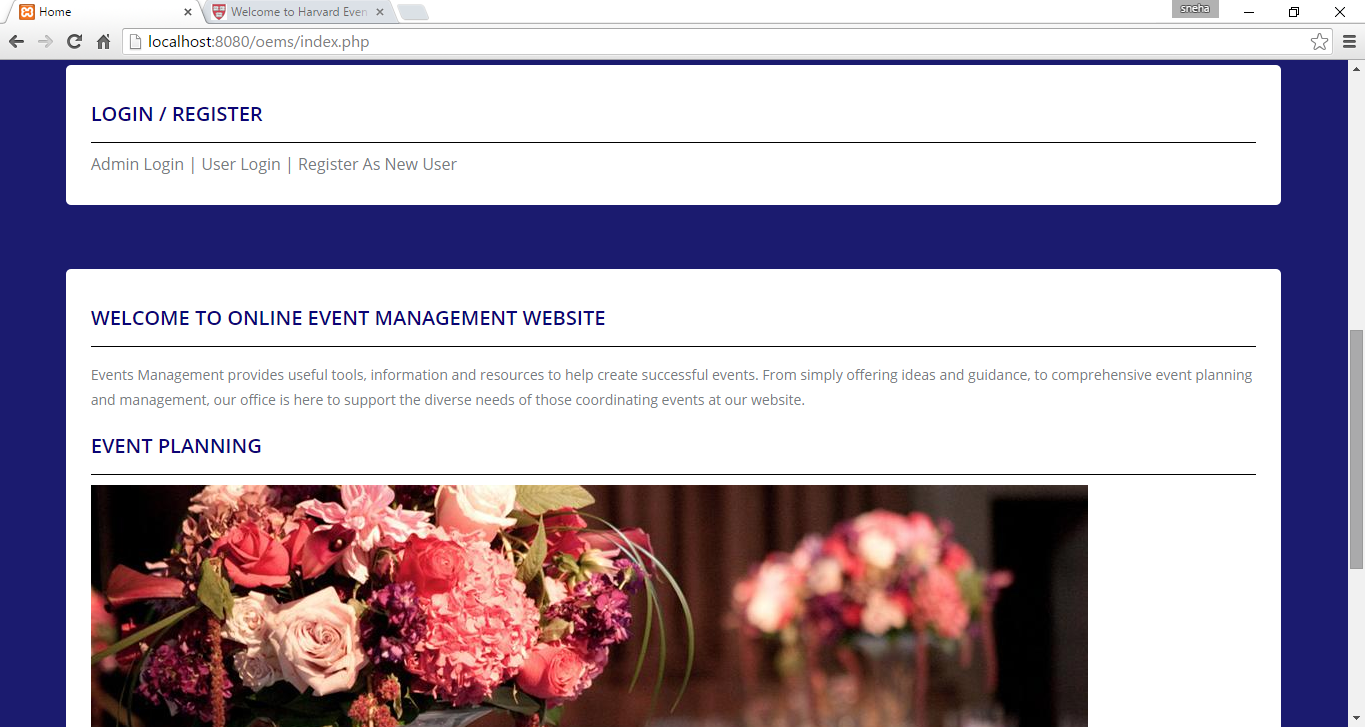 Home
Welcome to Harvard Even
sneha
localhost:8080/oems/index.php
LOGIN / REGISTER
Admin Login | User Login | Register As New User
WELCOME TO ONLINE EVENT MANAGEMENT WEBSITE
Events Management provides useful tools, information and resources to help create successful events. From simply offering ideas and guidance, to comprehensive event planning
and management, our office is here to support the diverse needs of those coordinating events at our website.
EVENT PLANNING